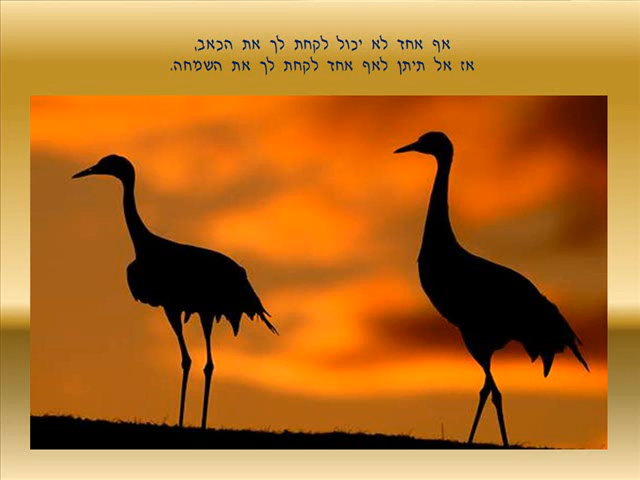 אף אחד לא יכול לקחת לך את הכאב,
אז אל תיתן לאף אחד לקחת לך את השמחה.